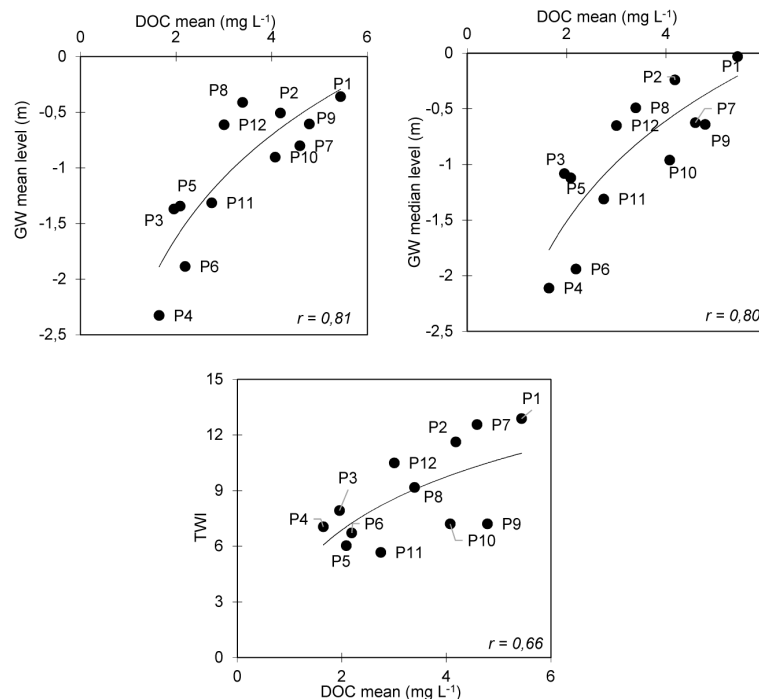 DOC mean (mg L⁻¹)
0 2 4 6
0
-0,5
-1
-1,5
-2
-2,5
GW mean level (m)
P1
P8
P2
P12
P9
P7
P10
P5
P3
P11
P6
P4
r = 0,81
DOC mean (mg L⁻¹)
0 2 4
0
-0,5
-1
-1,5
-2
-2,5
GW median level (m)
P1
P2
P8
P7
P12
P9
P3
P10
P5
P11
P6
P4
r = 0,80
15
12
9
6
3
0
TWI
P1
P2
P7
P12
P3
P8
P4
P6
P9
P10
P5
P11
r = 0,66
0 2 4 6
DOC mean (mg L⁻¹)